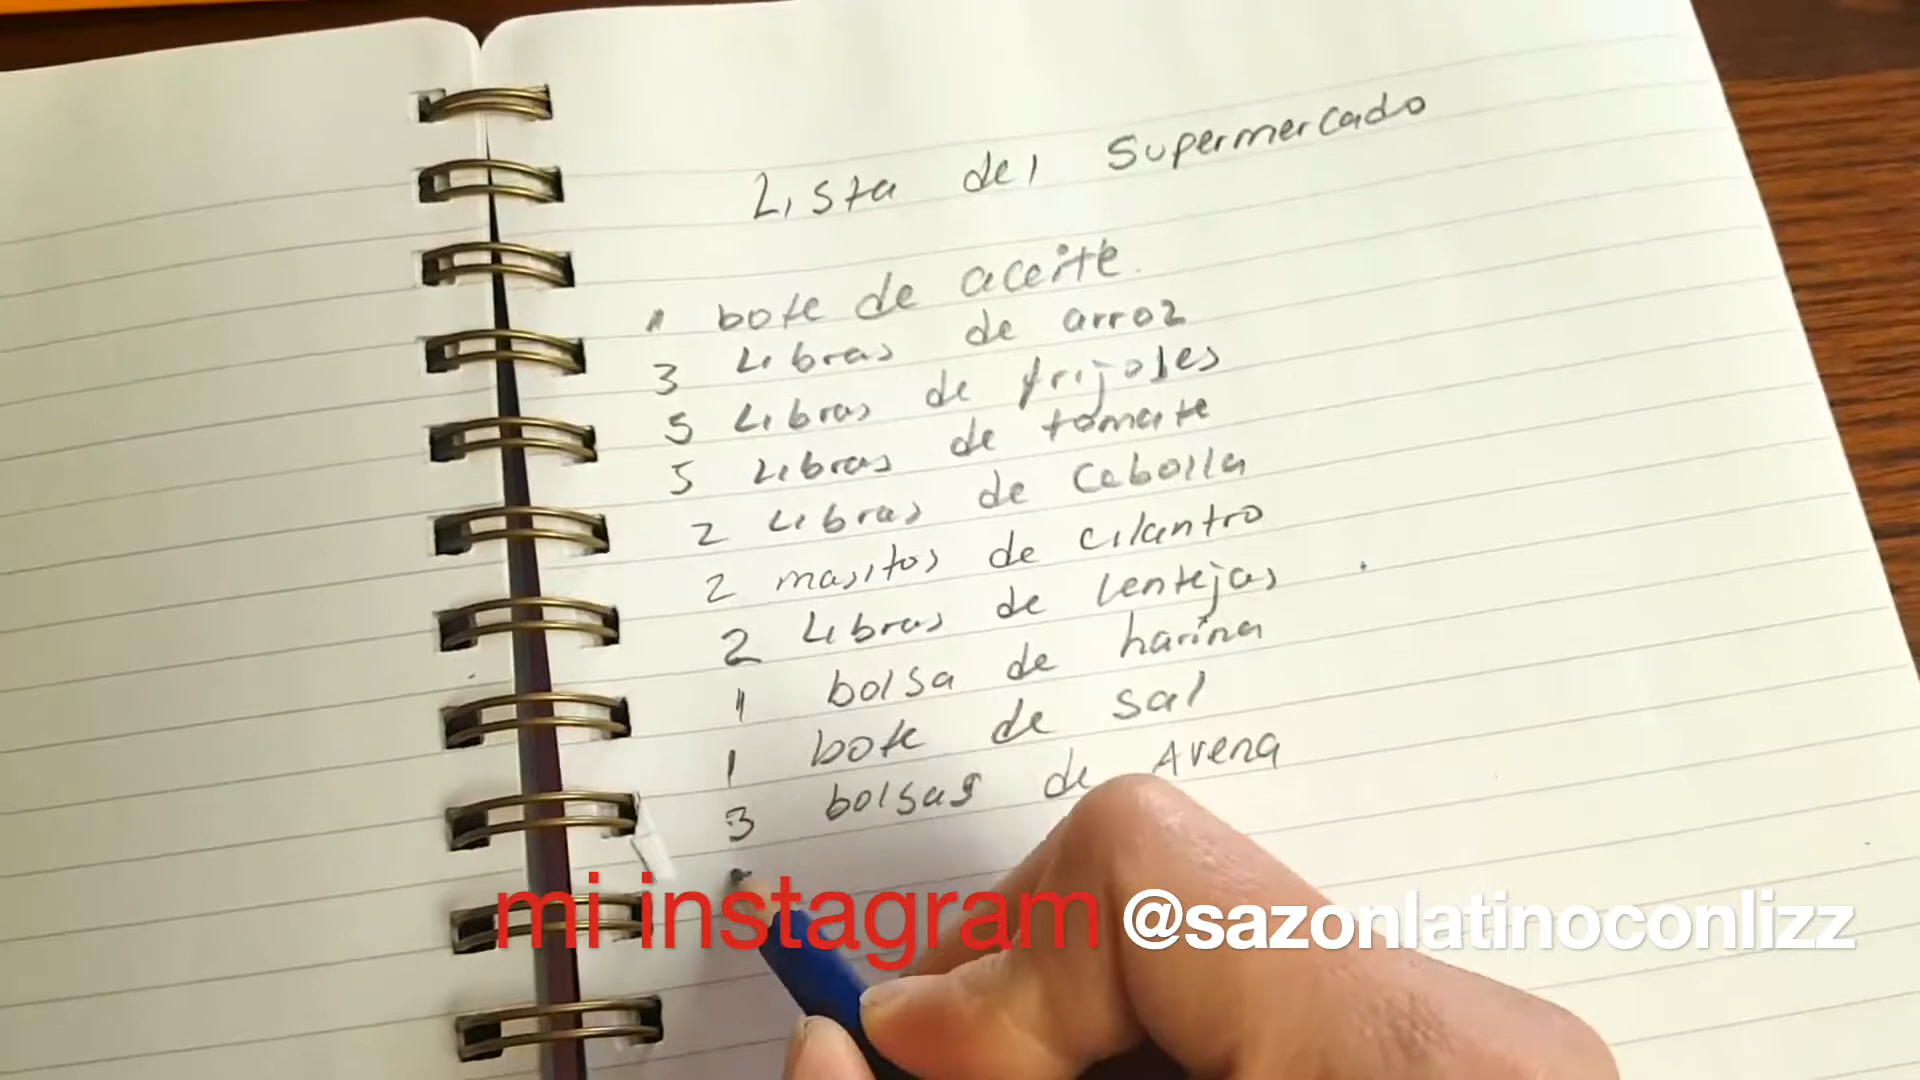 Lista del Supermercado
1 bote de aceite.
3 Libras de arroz
5 Libras de frijoles
5 Libras de tomate
2 Libras de Cebolla
2 masitos de cilantro
2 Libras de lentejas
1 bolsa de harina
1 bote de sal
3 bolsas de Avena
mi instagram @sazonlatinoconlizz